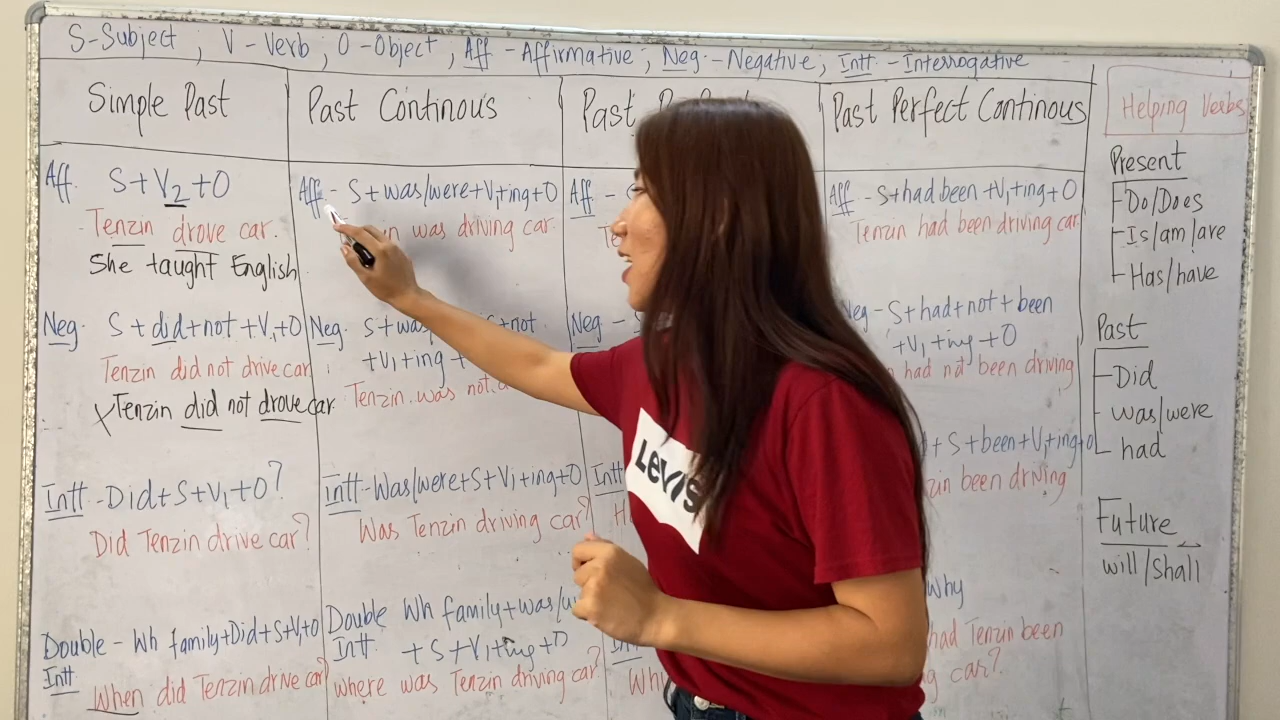 S-Subject ; V-Verb ; O-Object , Aff -Affirmative ; Neg.-Negative ; Intt -Interrogative
Simple Past
Aff. S+V2+O
Tenzin drove car.
She taught English
Neg. S+did+not+V1+O
Tenzin did not drive car
X Tenzin did not drove car.
Intt -Did+S+V1+O?
Did Tenzin drive car?
Double - Wh family+Did+S+V1+O
Intt
When did Tenzin drive car?
Past Continous
Aff - S+was/were+V1+ing+O
was driving car.
Neg. S+was
+not
+V1+ing +
Tenzin was not
Intt-Was/were+S+V1+ing+O
Was Tenzin driving car?
Double Wh family+was/
Intt + S+V1+ing+O
where was Tenzin driving car?
Past
Aff -
Neg -
Intt
Intt
Past Perfect Continous
Aff - S+had been+V1+ing+O
Tenzin had been driving car
Neg - S+had+not+been
+V1+ing+O
had not been driving
+ S+been+V1+ing+O
been driving
Why
had Tenzin been
car?
Helping Verbs
Present
Do/Does
Is/am/are
Has/have
Past
Did
was/were
had
Future
will/Shall
LEVI'S